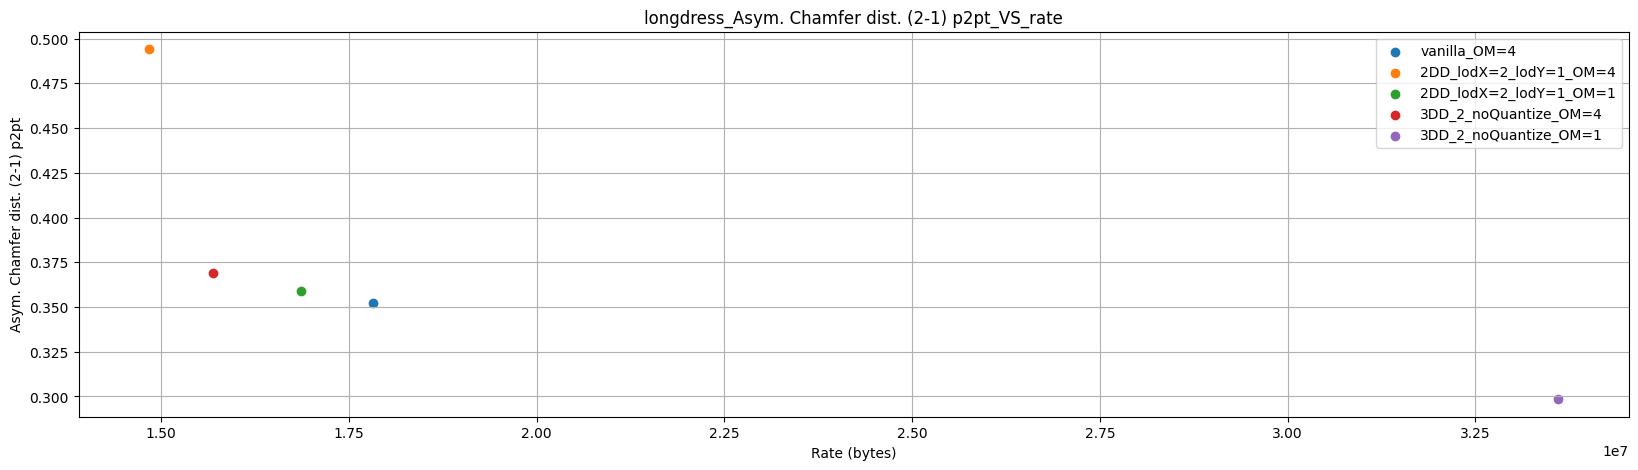 longdress_Asym. Chamfer dist. (2-1) p2pt_VS_rate
0.500
0.475
0.450
0.425
0.400
0.375
0.350
0.325
0.300
Asym. Chamfer dist. (2-1) p2pt
vanilla_OM=4
2DD_lodX=2_lodY=1_OM=4
2DD_lodX=2_lodY=1_OM=1
3DD_2_noQuantize_OM=4
3DD_2_noQuantize_OM=1
1.50 1.75 2.00 2.25 2.50 2.75 3.00 3.25
1e7
Rate (bytes)